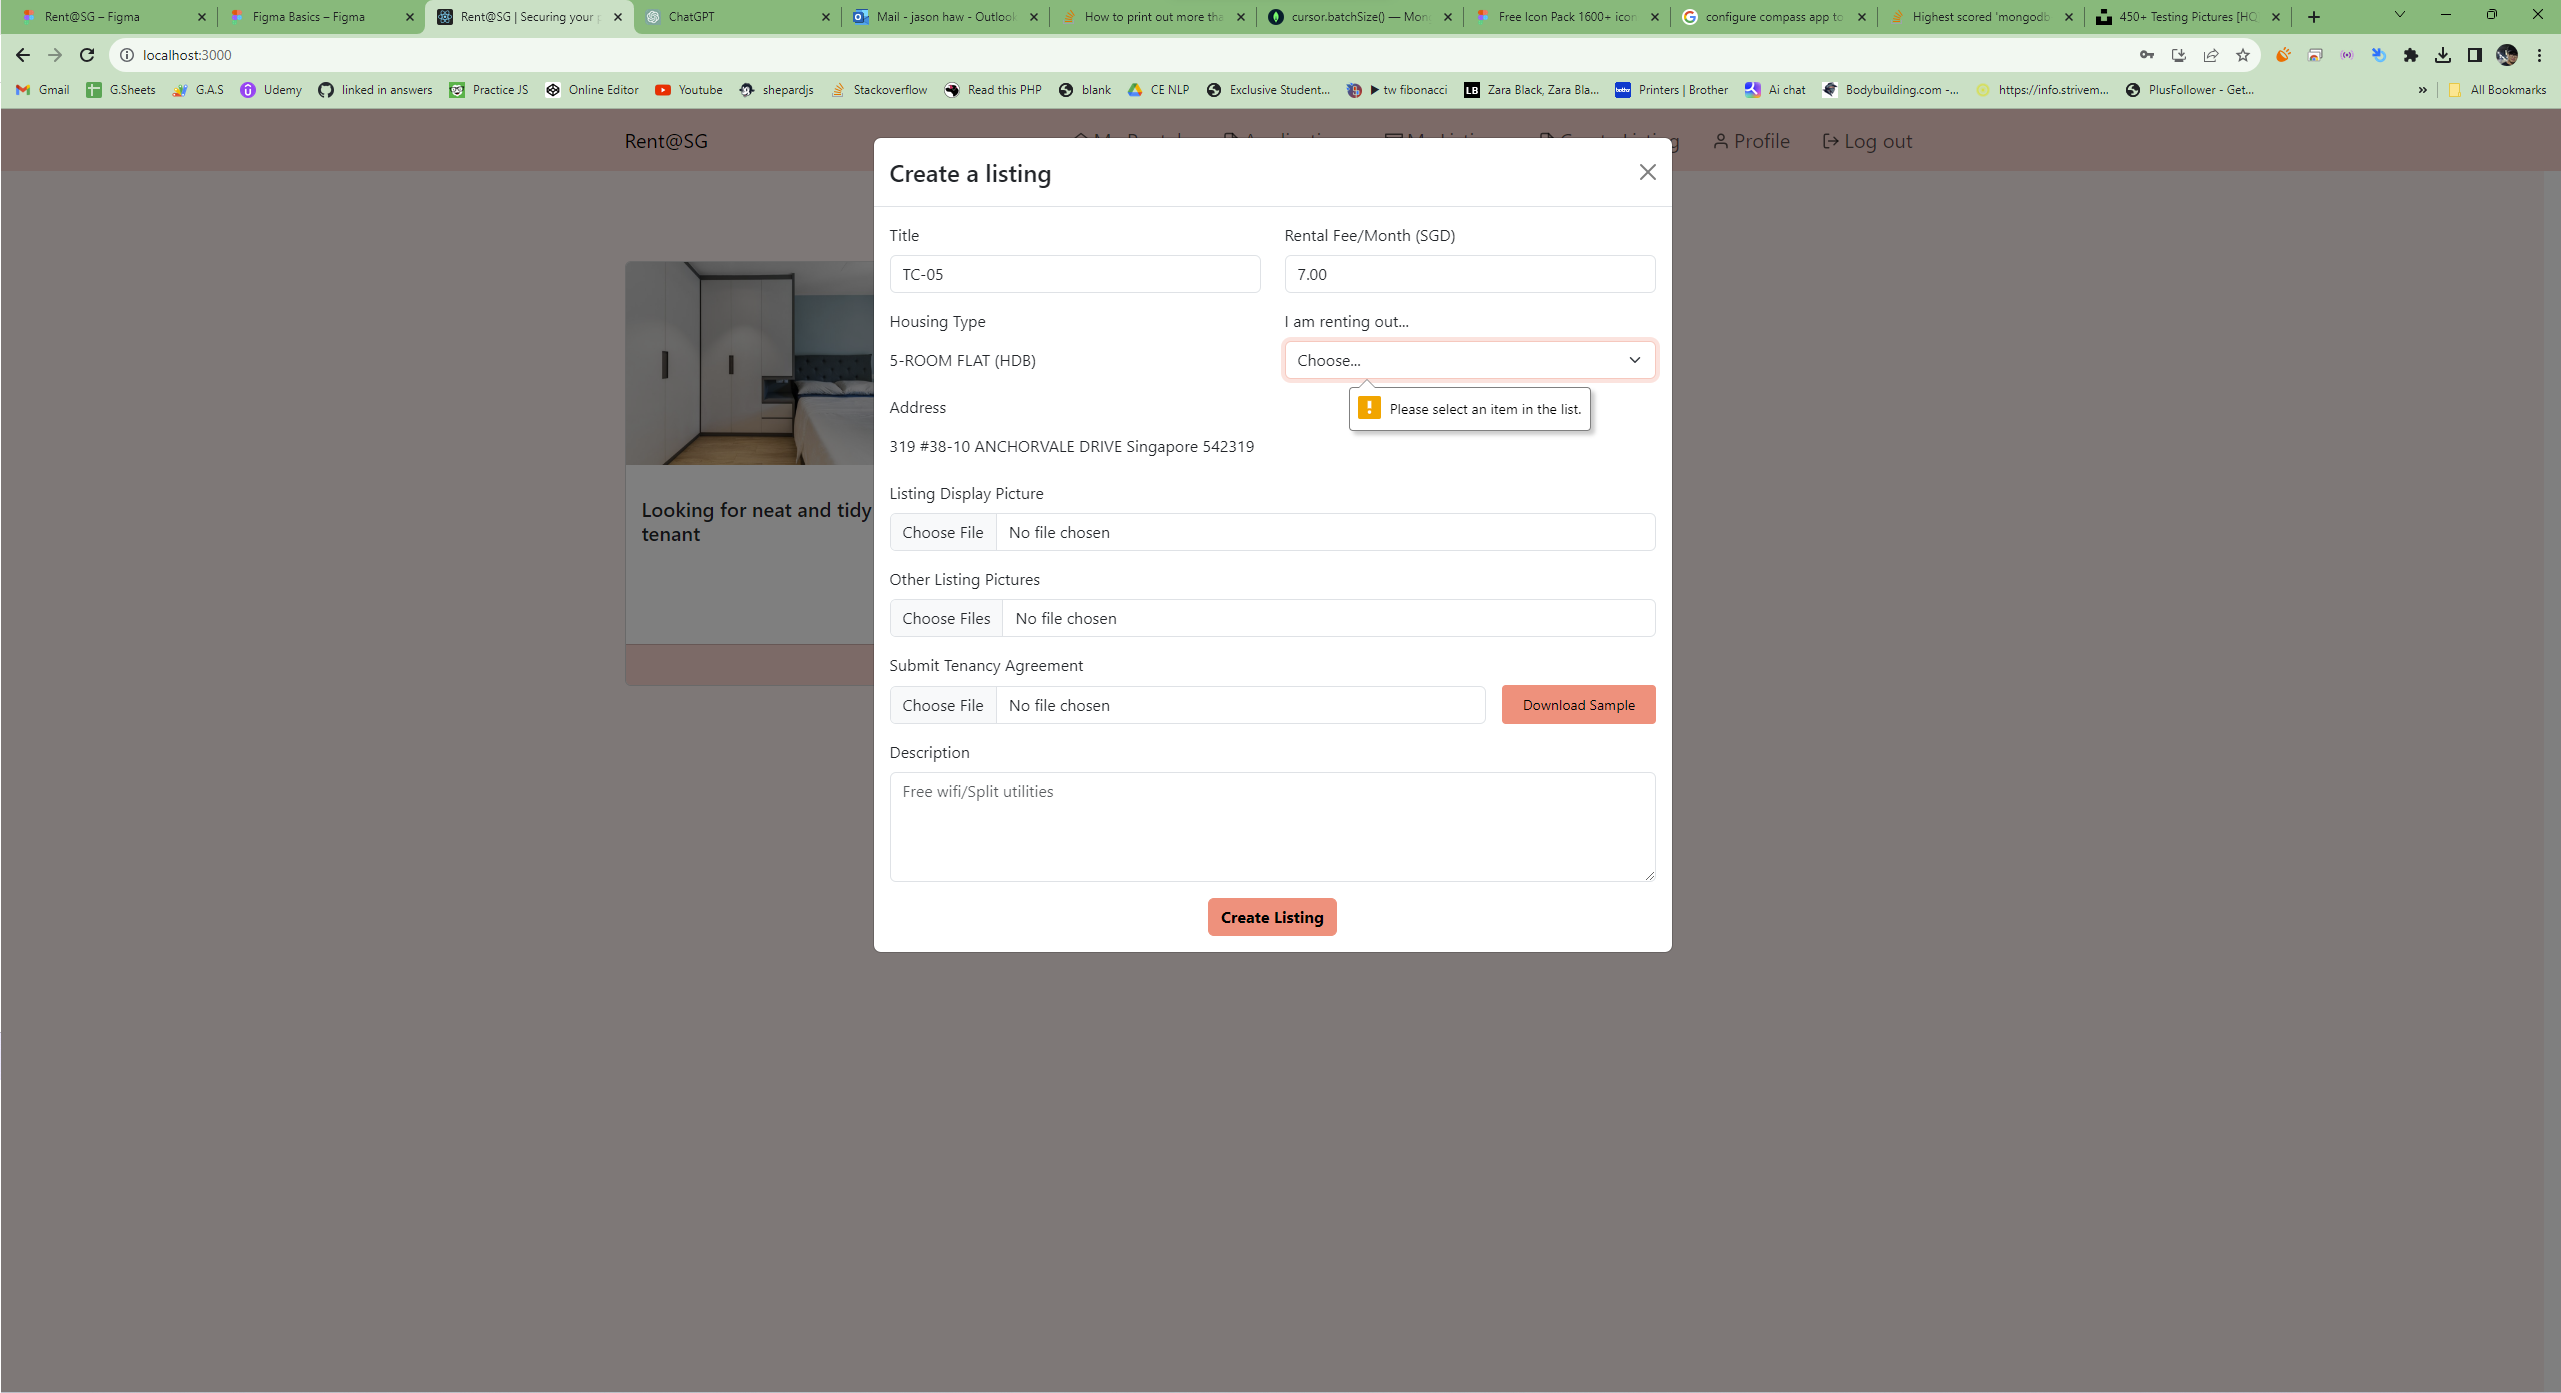 Rent@SG – Figma
Figma Basics – Figma
Rent@SG | Securing your
ChatGPT
Mail - jason haw - Outlook
How to print out more tha
cursor.batchSize() — Mon
Free Icon Pack 1600+ icon
configure compass app to
Highest scored 'mongodb
450+ Testing Pictures [HQ
localhost:3000
Gmail
G.Sheets
G.A.S
Udemy
linked in answers
Practice JS
Online Editor
Youtube
shepardjs
Stackoverflow
Read this PHP
blank
CE NLP
Exclusive Student...
tw fibonacci
Zara Black, Zara Bla...
Printers | Brother
Ai chat
Bodybuilding.com -...
https://info.strivem...
PlusFollower - Get...
All Bookmarks
Rent@SG
Profile
Log out
Create a listing
Title
Rental Fee/Month (SGD)
TC-05
7.00
Housing Type
I am renting out...
5-ROOM FLAT (HDB)
Choose...
Please select an item in the list.
Address
319 #38-10 ANCHORVALE DRIVE Singapore 542319
Listing Display Picture
Choose File No file chosen
Other Listing Pictures
Choose Files No file chosen
Submit Tenancy Agreement
Choose File No file chosen
Download Sample
Description
Free wifi/Split utilities
Create Listing
Looking for neat and tidy
tenant